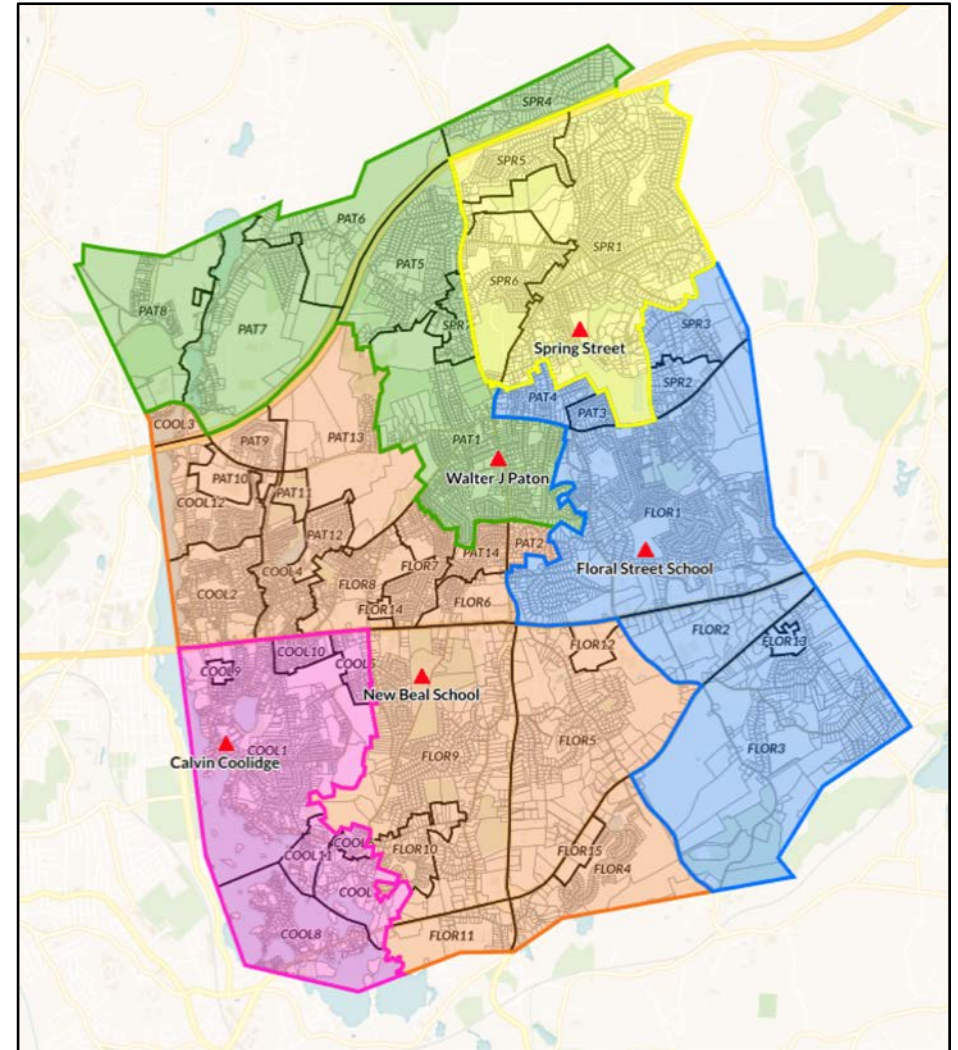 SPR4
SPR5
PAT6
SPR1
PAT5
SPR6
PAT8
PAT7
SPR7
SPR3
Spring Street
SPR2
PAT4
PAT3
COOL3
PAT13
PAT9
PAT1
PAT10
Walter J Paton
PAT11
COOL12
FLOR1
PAT12
PAT2
PAT14
FLOR7
COOL4
Floral Street School
FLOR8
COOL2
FLOR14
FLOR6
FLOR2
FLOR13
FLOR12
COOL10
COOL5
COOL9
New Beal School
FLOR5
FLOR3
COOL1
FLOR9
Calvin Coolidge
COOL
FLOR10
FLOR15
COOL11
FLOR4
COOL
COOL8
FLOR11